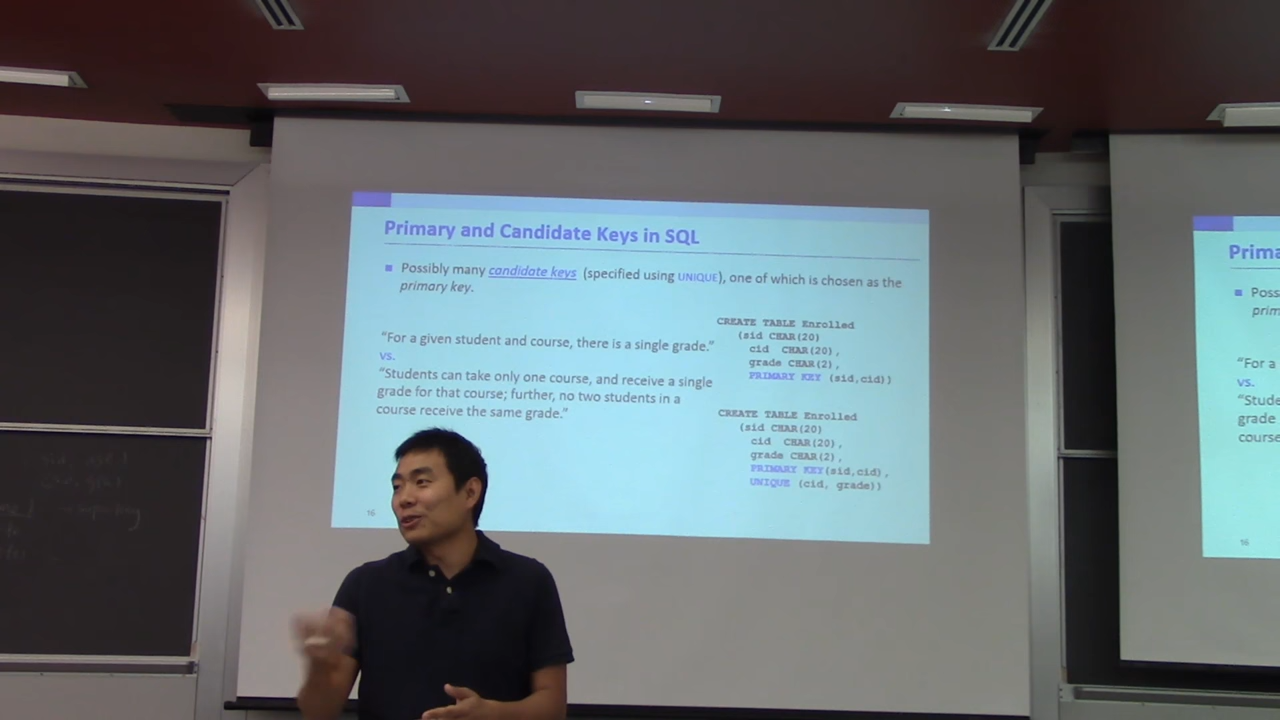 Primary and Candidate Keys in SQL
Possibly many candidate keys (specified using UNIQUE), one of which is chosen as the
primary key.
"For a given student and course, there is a single grade."
vs.
"Students can take only one course, and receive a single
grade for that course; further, no two students in a
course receive the same grade."
CREATE TABLE Enrolled
(sid CHAR(20)
cid CHAR(20),
grade CHAR(2),
PRIMARY KEY (sid,cid))
CREATE TABLE Enrolled
(sid CHAR(20)
cid CHAR(20),
grade CHAR(2),
PRIMARY KEY(sid,cid),
UNIQUE (cid, grade))
16
Prima
Poss
prim
"For a
vs.
"Stude
grade
course
16